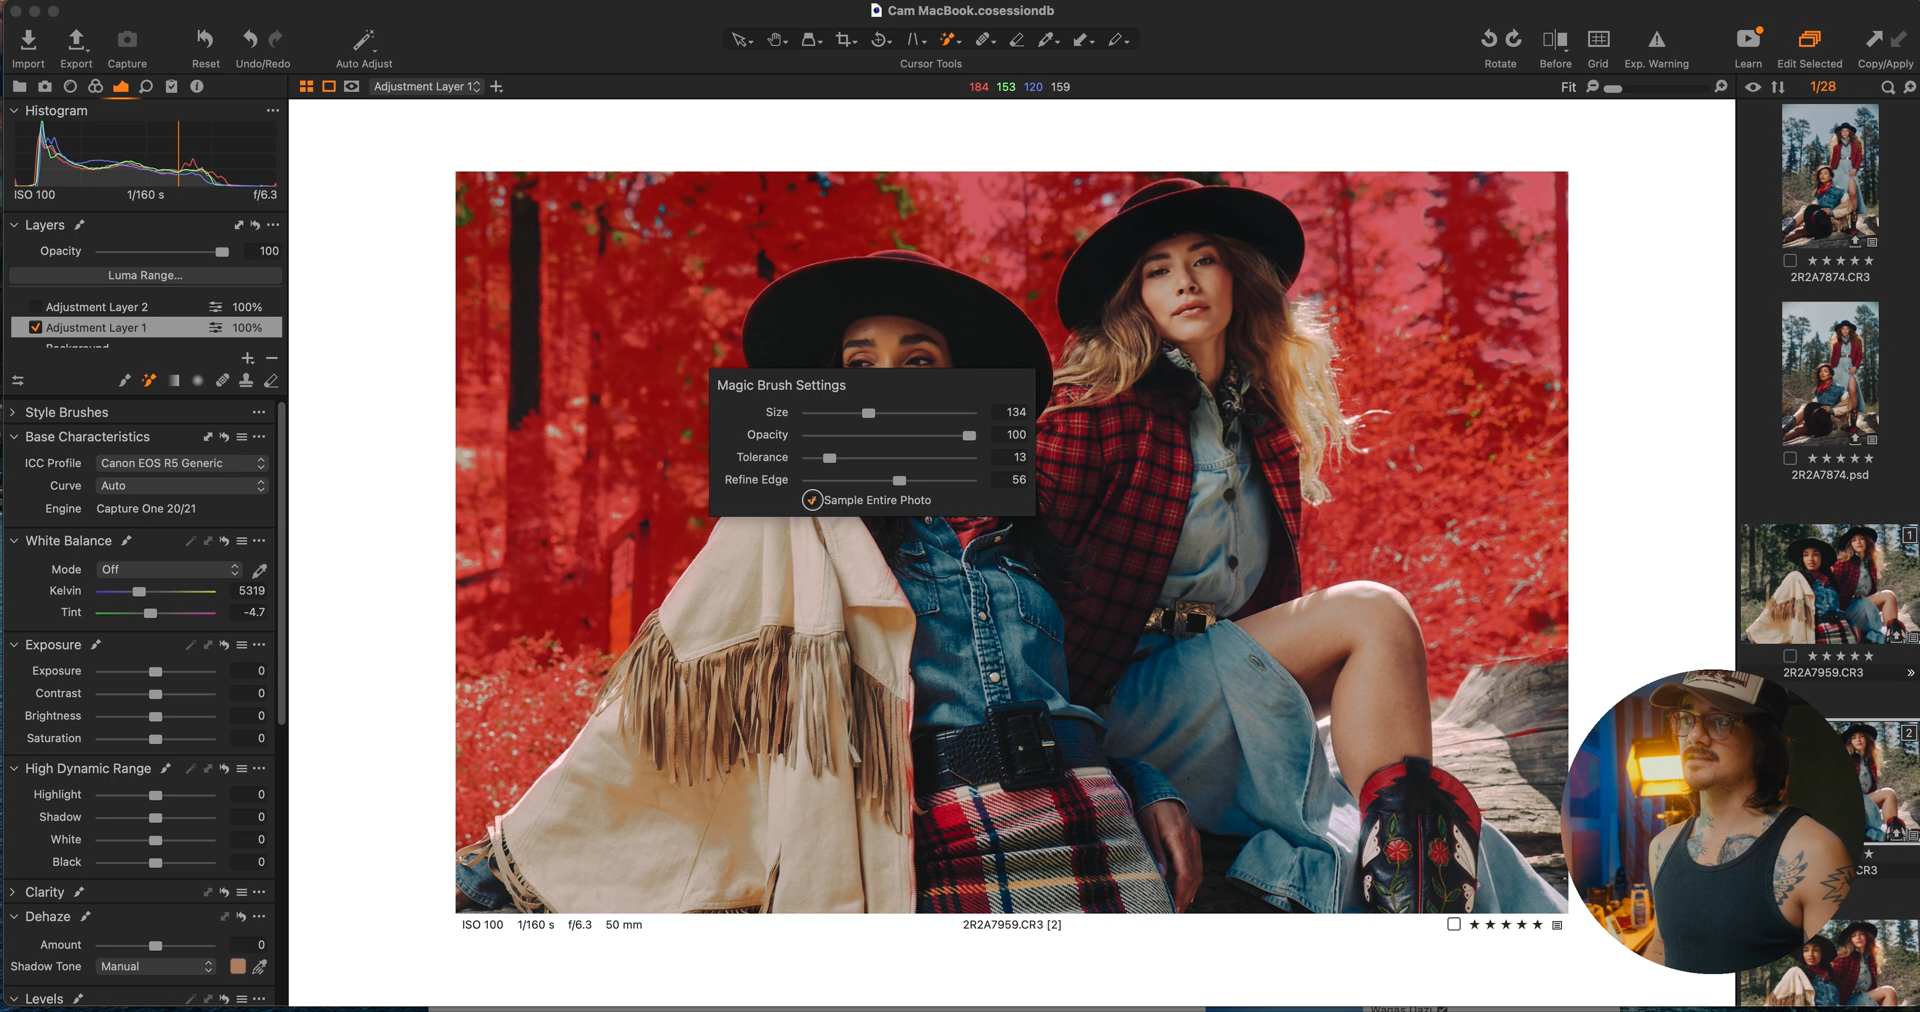 Cam MacBook.cosessiondb
Import Export Capture Reset Undo/Redo Auto Adjust Cursor Tools Rotate Before Grid Exp. Warning Learn Edit Selected Copy/Apply
Adjustment Layer 1 184 153 120 159 Fit 1/28
Histogram
ISO 100 1/160 s f/6.3
Layers
Opacity 100
Luma Range...
Adjustment Layer 2 100%
Adjustment Layer 1 100%
Background
Style Brushes
Base Characteristics
ICC Profile Canon EOS R5 Generic
Curve Auto
Engine Capture One 20/21
White Balance
Mode Off
Kelvin 5319
Tint -4.7
Exposure
Exposure 0
Contrast 0
Brightness 0
Saturation 0
High Dynamic Range
Highlight 0
Shadow 0
White 0
Black 0
Clarity
Dehaze
Amount 0
Shadow Tone Manual
Levels
Magic Brush Settings
Size 134
Opacity 100
Tolerance 13
Refine Edge 56
Sample Entire Photo
ISO 100 1/160 s f/6.3 50 mm 2R2A7959.CR3 [2]
2R2A7874.CR3
2R2A7874.psd
1
2R2A7959.CR3
2
CR3